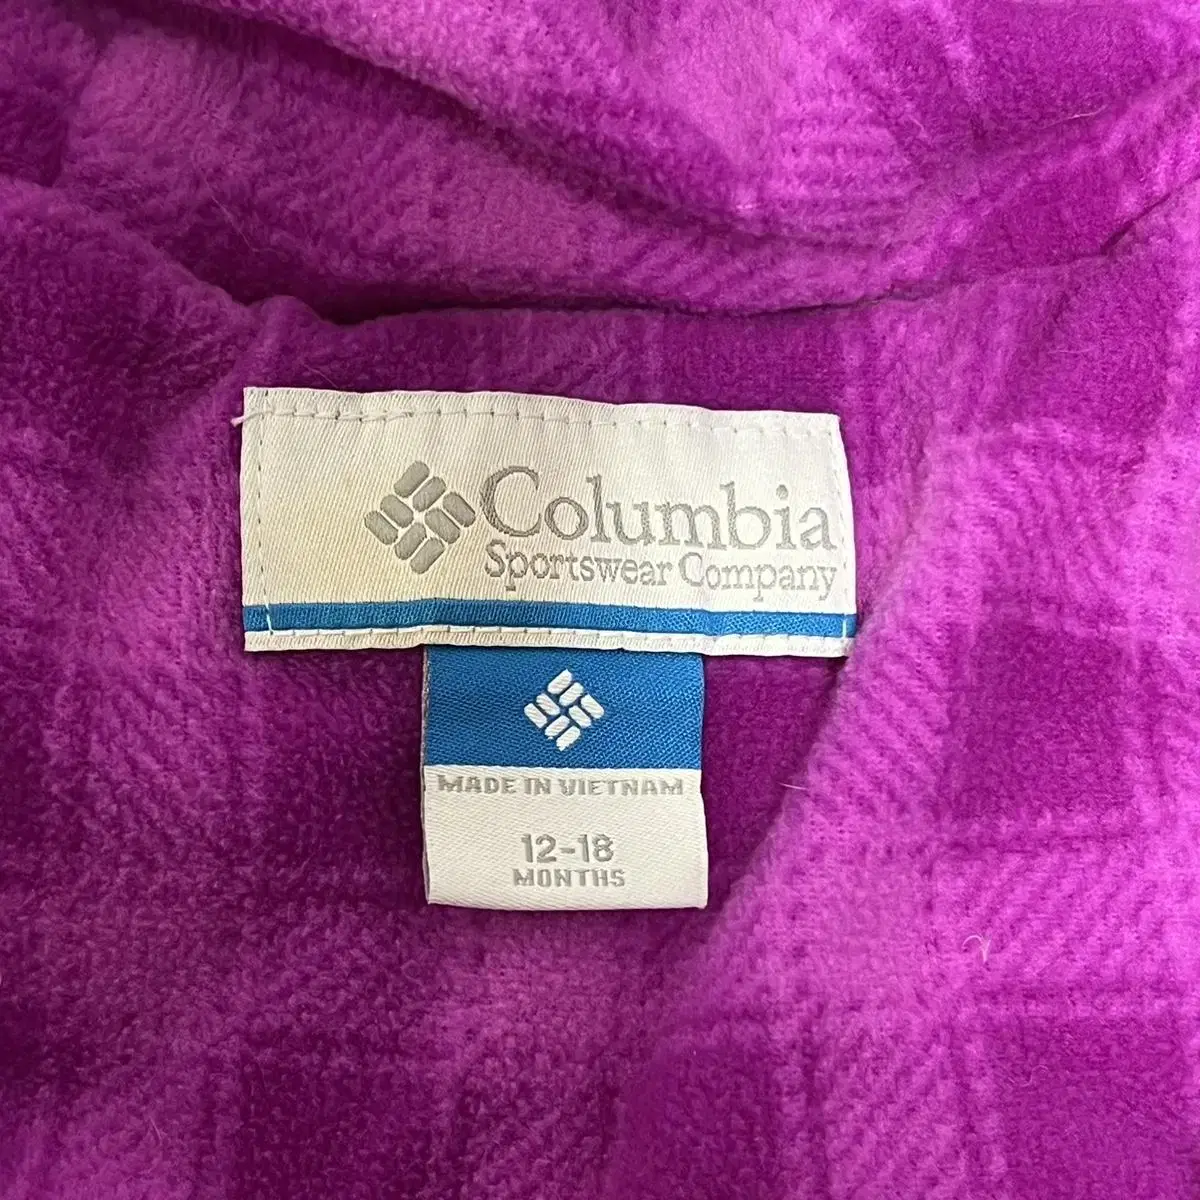 Columbia
Sportswear Company
MADE IN VIETNAM
12-18
MONTHS